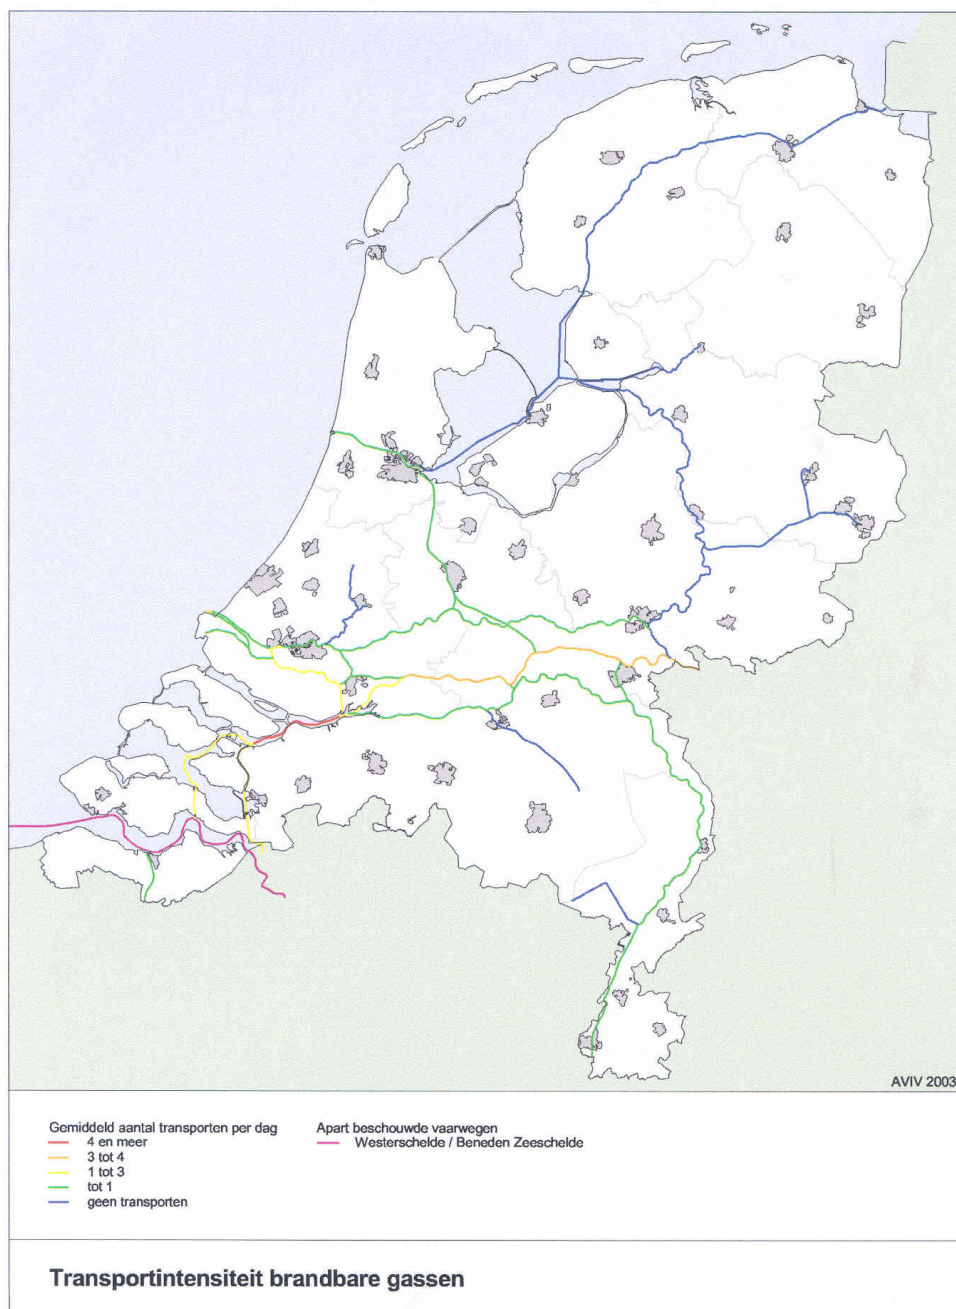 AVIV 2003
Gemiddeld aantal transporten per dag
4 en meer
3 tot 4
1 tot 3
tot 1
geen transporten
Apart beschouwde vaarwegen
Westerschelde / Beneden Zeeschelde
Transportintensiteit brandbare gassen